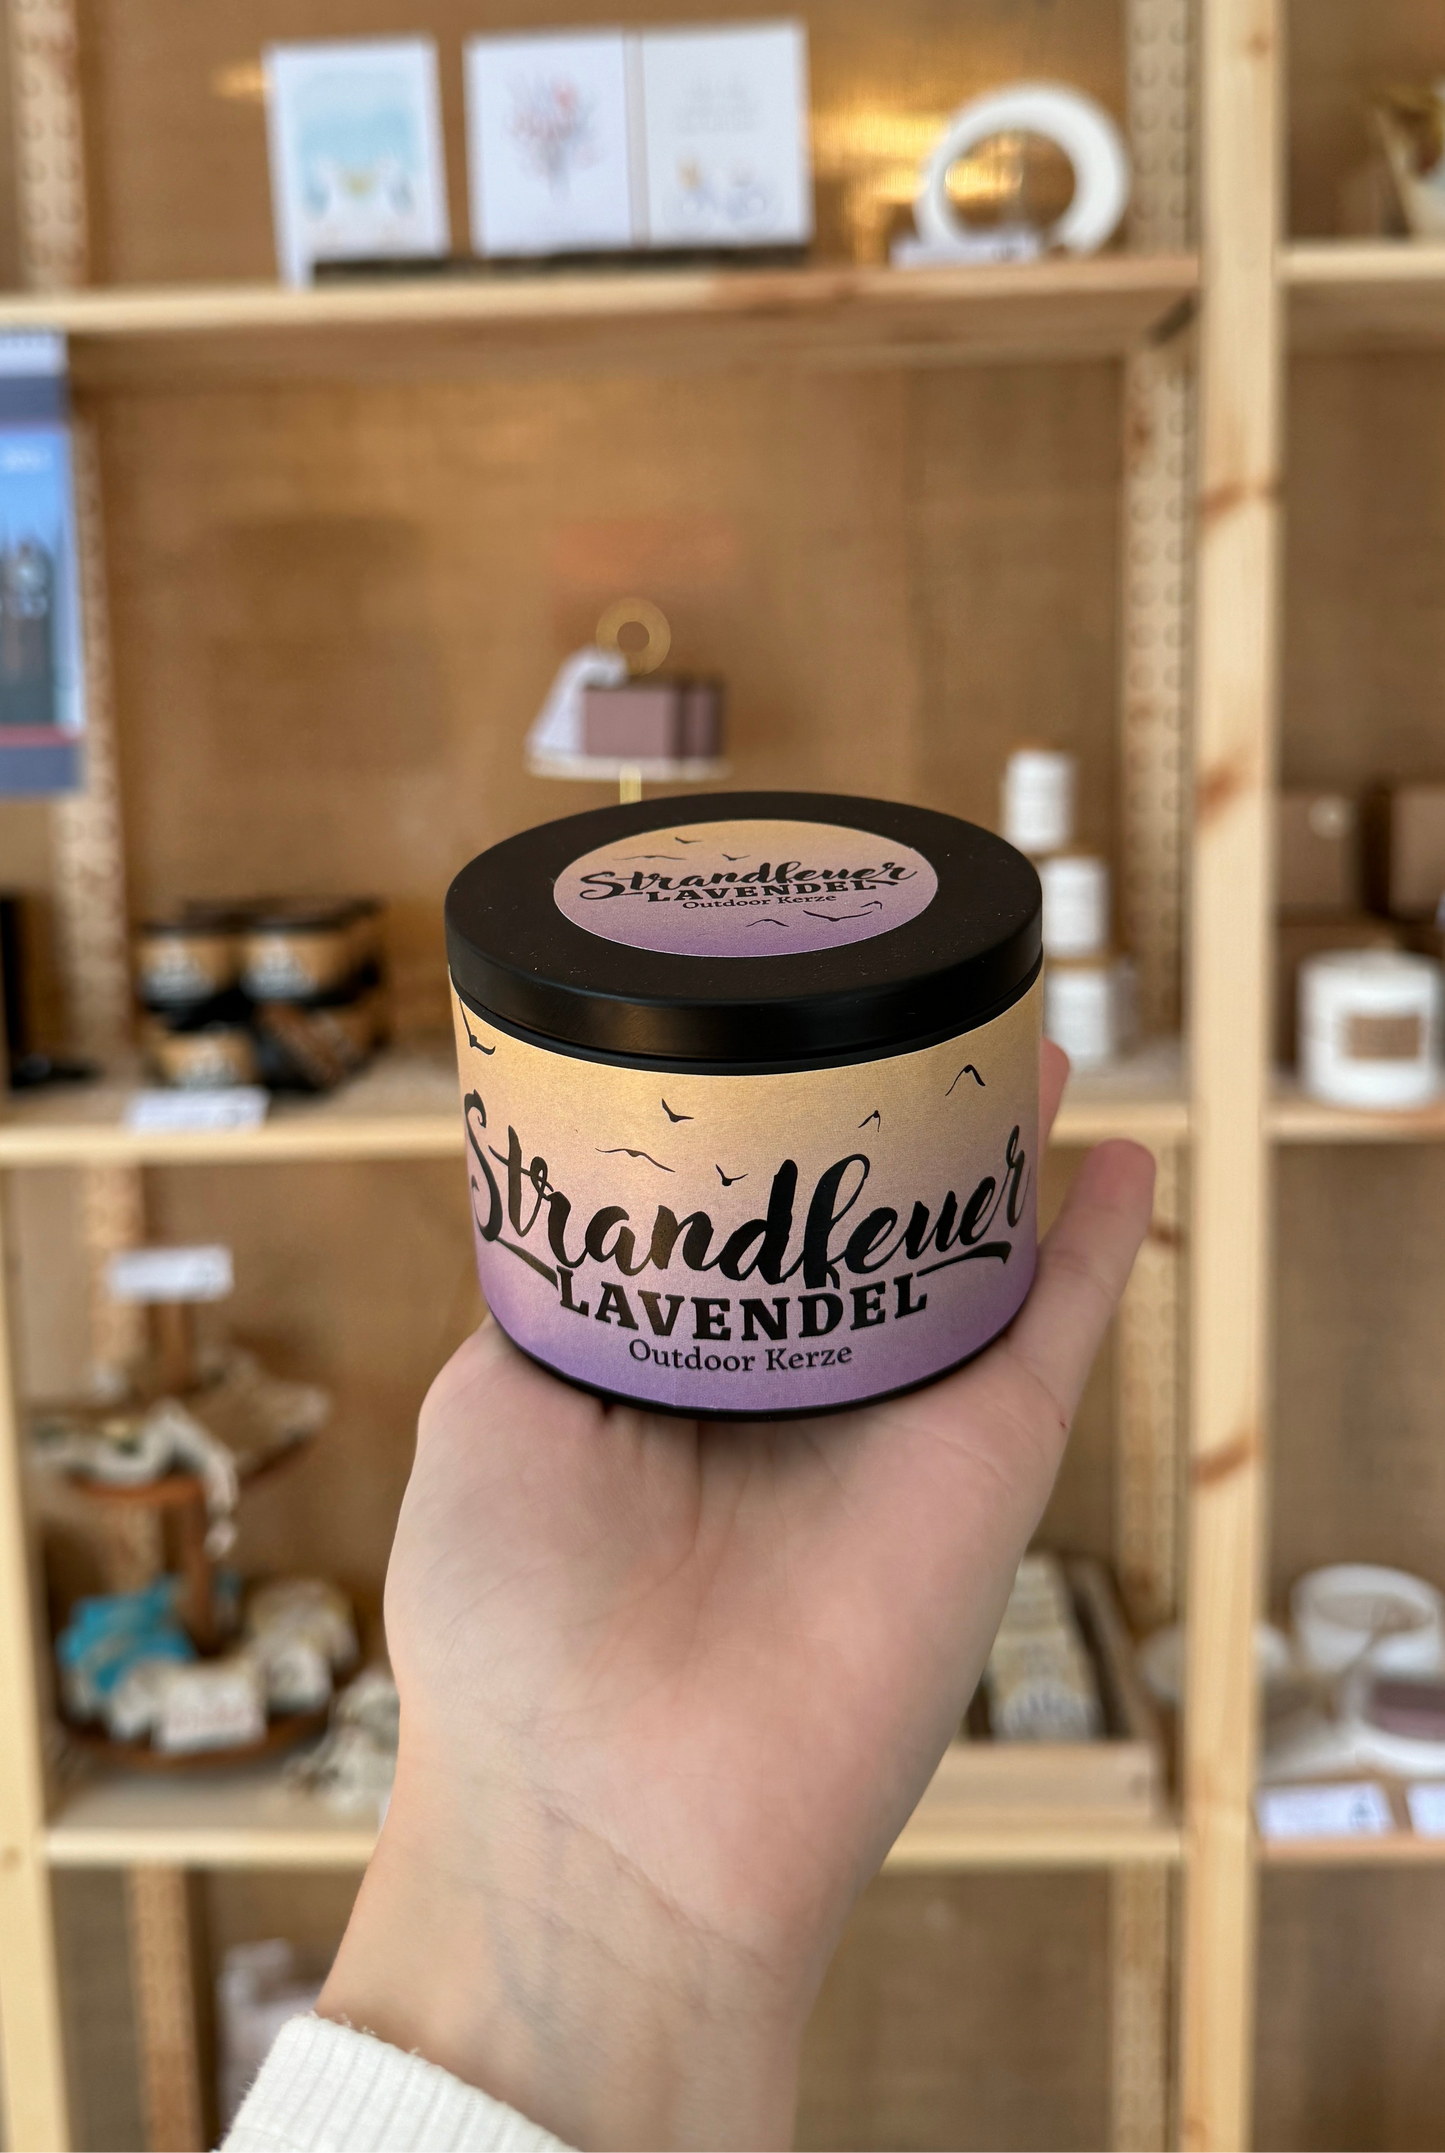 Strandfeuer
LAVENDEL
Outdoor Kerze
Strandfeuer
LAVENDEL
Outdoor Kerze